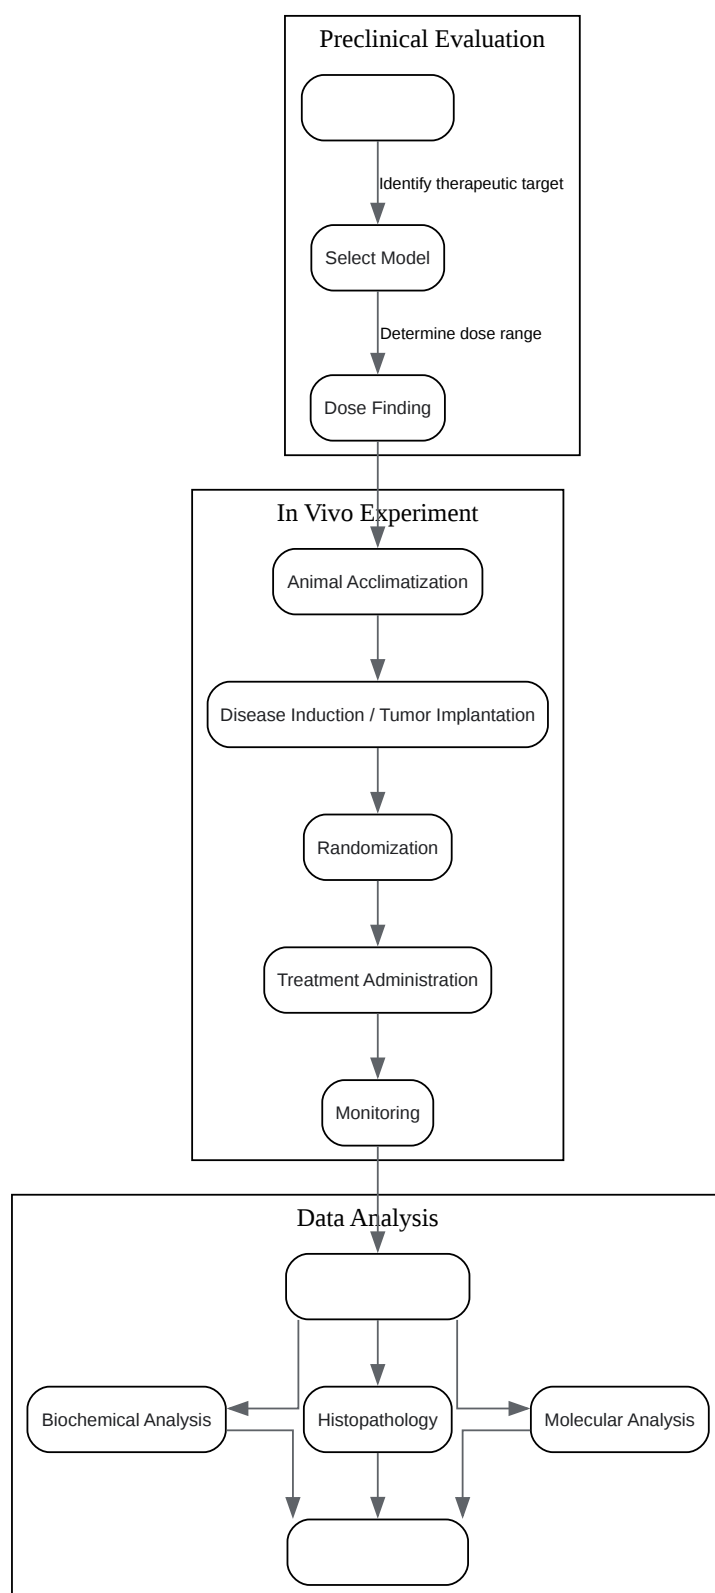 Preclinical Evaluation
Identify therapeutic target
Select Model
Determine dose range
Dose Finding
In Vivo Experiment
Animal Acclimatization
Disease Induction / Tumor Implantation
Randomization
Treatment Administration
Monitoring
Data Analysis
Biochemical Analysis
Histopathology
Molecular Analysis